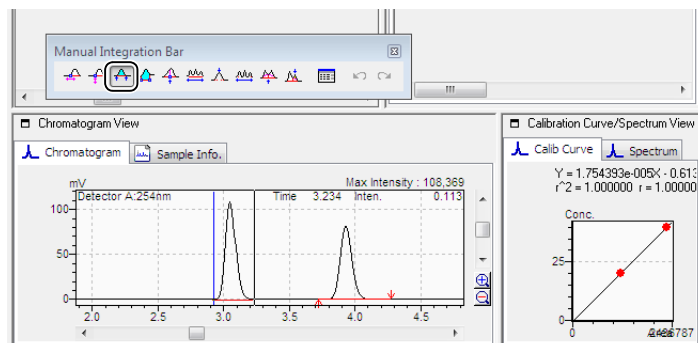 Manual Integration Bar
Chromatogram View
Chromatogram Sample Info.
mV Max Intensity : 108,369
Detector A:254nm Time 3.234 Inten. 0.113
100
50
0
2.0 2.5 3.0 3.5 4.0 4.5
Calibration Curve/Spectrum View
Calib Curve Spectrum
Y = 1.754393e-005X - 0.613
r^2 = 1.000000 r = 1.00000
Conc.
25
0
0